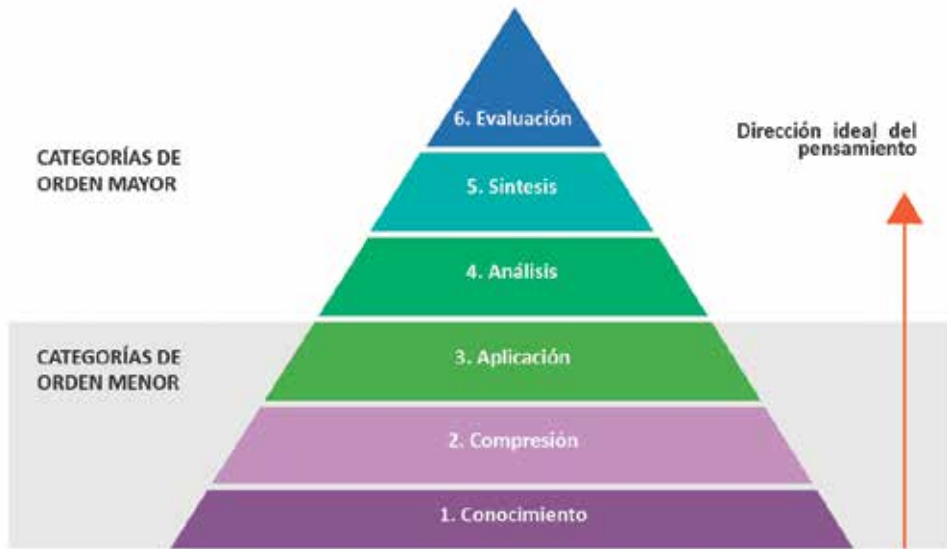 6. Evaluación
Dirección ideal del
pensamiento
CATEGORÍAS DE
ORDEN MAYOR
5. Sintesis
4. Análisis
CATEGORÍAS DE
ORDEN MENOR
3. Aplicación
2. Compresión
1. Conocimiento